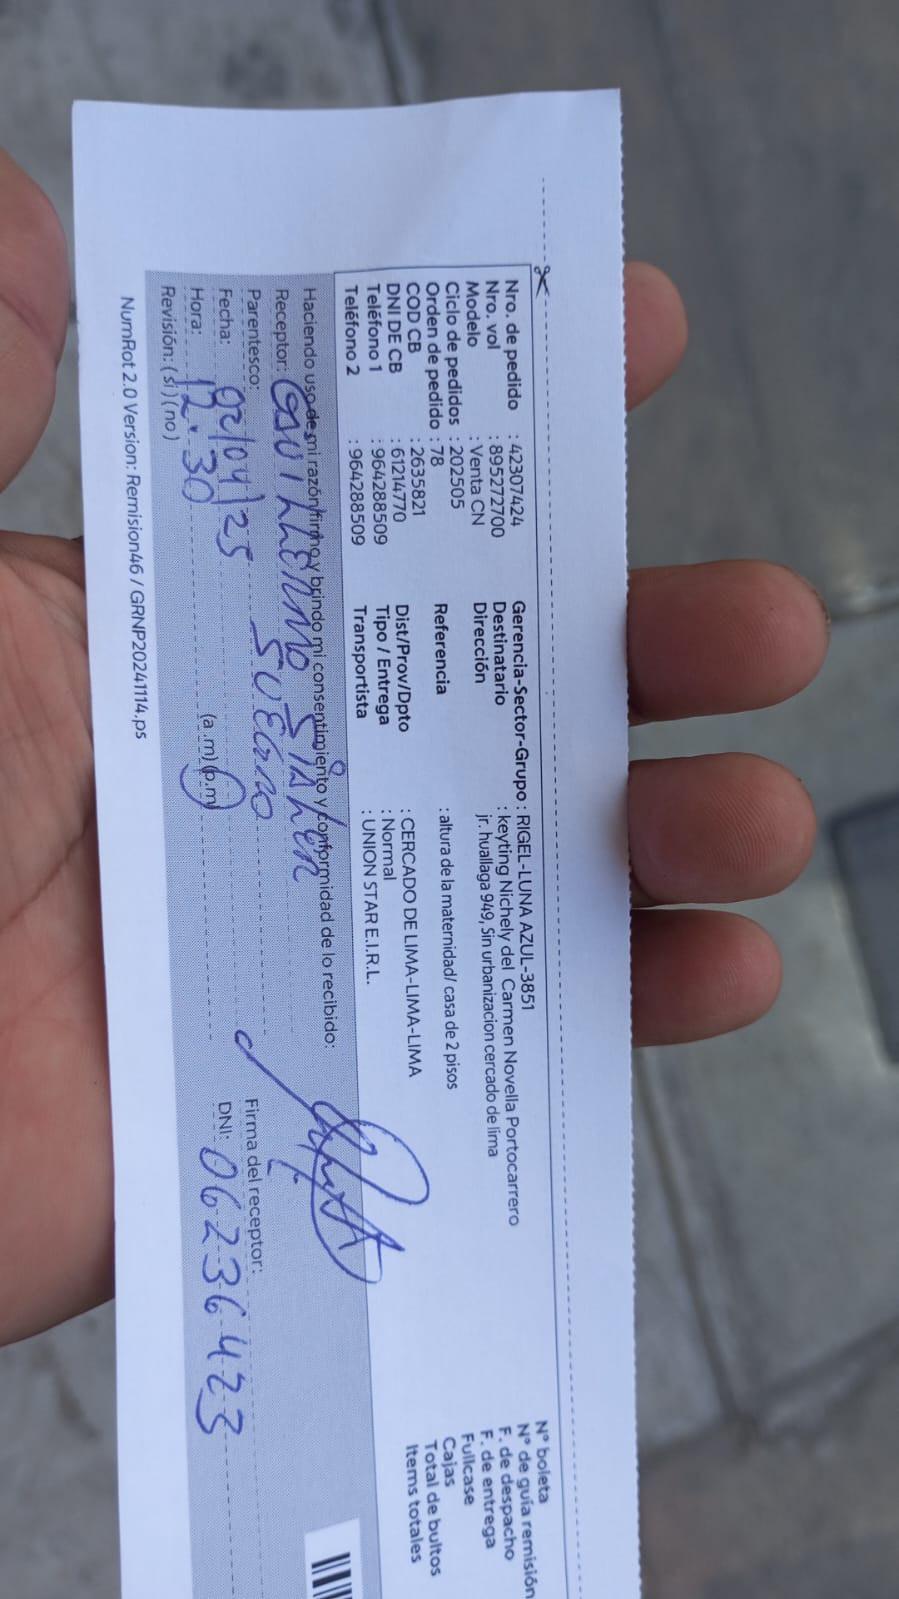 Nro. de pedido : 42307424
Nro. vol : 895272700
Modelo : Venta CN
Ciclo de pedidos : 202505
Orden de pedido : 78
COD CB : 2635821
DNI DE CB : 61214770
Teléfono 1 : 964288509
Teléfono 2 : 964288509
Gerencia-Sector-Grupo : RIGEL-LUNA AZUL-3851
Destinatario : keyting Nichely del Carmen Novella Portocarrero
Dirección jr. huallaga 949, Sin urbanizacion cercado de lima
Referencia : altura de la maternidad/ casa de 2 pisos
Dist/Prov/Dpto : CERCADO DE LIMA-LIMA-LIMA
Tipo / Entrega : Normal
Transportista : UNION STAR E.I.R.L.
N° boleta
N° de guía remisión
F. de despacho
F. de entrega
Fullcase
Cajas
Total de bultos
Items totales
Haciendo uso de mi razón firmo y brindo mi consentimiento y conformidad de lo recibido:
Receptor:
Parentesco: SUEGRO
Fecha: 02/04/25
Hora: 12:30 (a.m) (p.m)
Revisión: (si) (no)
Firma del receptor:
DNI: 06236423
NumRot 2.0 Version: Remision46 / GRNP20241114.ps